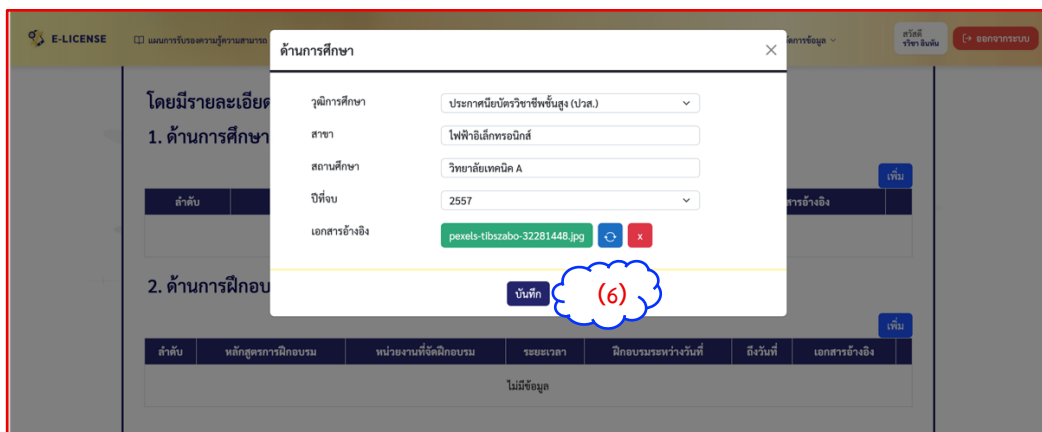 E-LICENSE
แผนการรับรองความรู้ความสามารถ
สวัสดี
ออกจากระบบ
ด้านการศึกษา
วุฒิการศึกษา
ประกาศนียบัตรวิชาชีพชั้นสูง (ปวส.)
สาขา
ไฟฟ้าอิเล็กทรอนิกส์
สถานศึกษา
วิทยาลัยเทคนิค A
ปีที่จบ
2557
เอกสารอ้างอิง
pexels-tibszabo-32281448.jpg
x
บันทึก
(6)
โดยมีรายละเอียด
1. ด้านการศึกษา
เพิ่ม
ลำดับ
สารอ้างอิง
2. ด้านการฝึกอบ
เพิ่ม
ลำดับ หลักสูตรการฝึกอบรม หน่วยงานที่จัดฝึกอบรม ระยะเวลา ฝึกอบรมระหว่างวันที่ ถึงวันที่ เอกสารอ้างอิง
ไม่มีข้อมูล